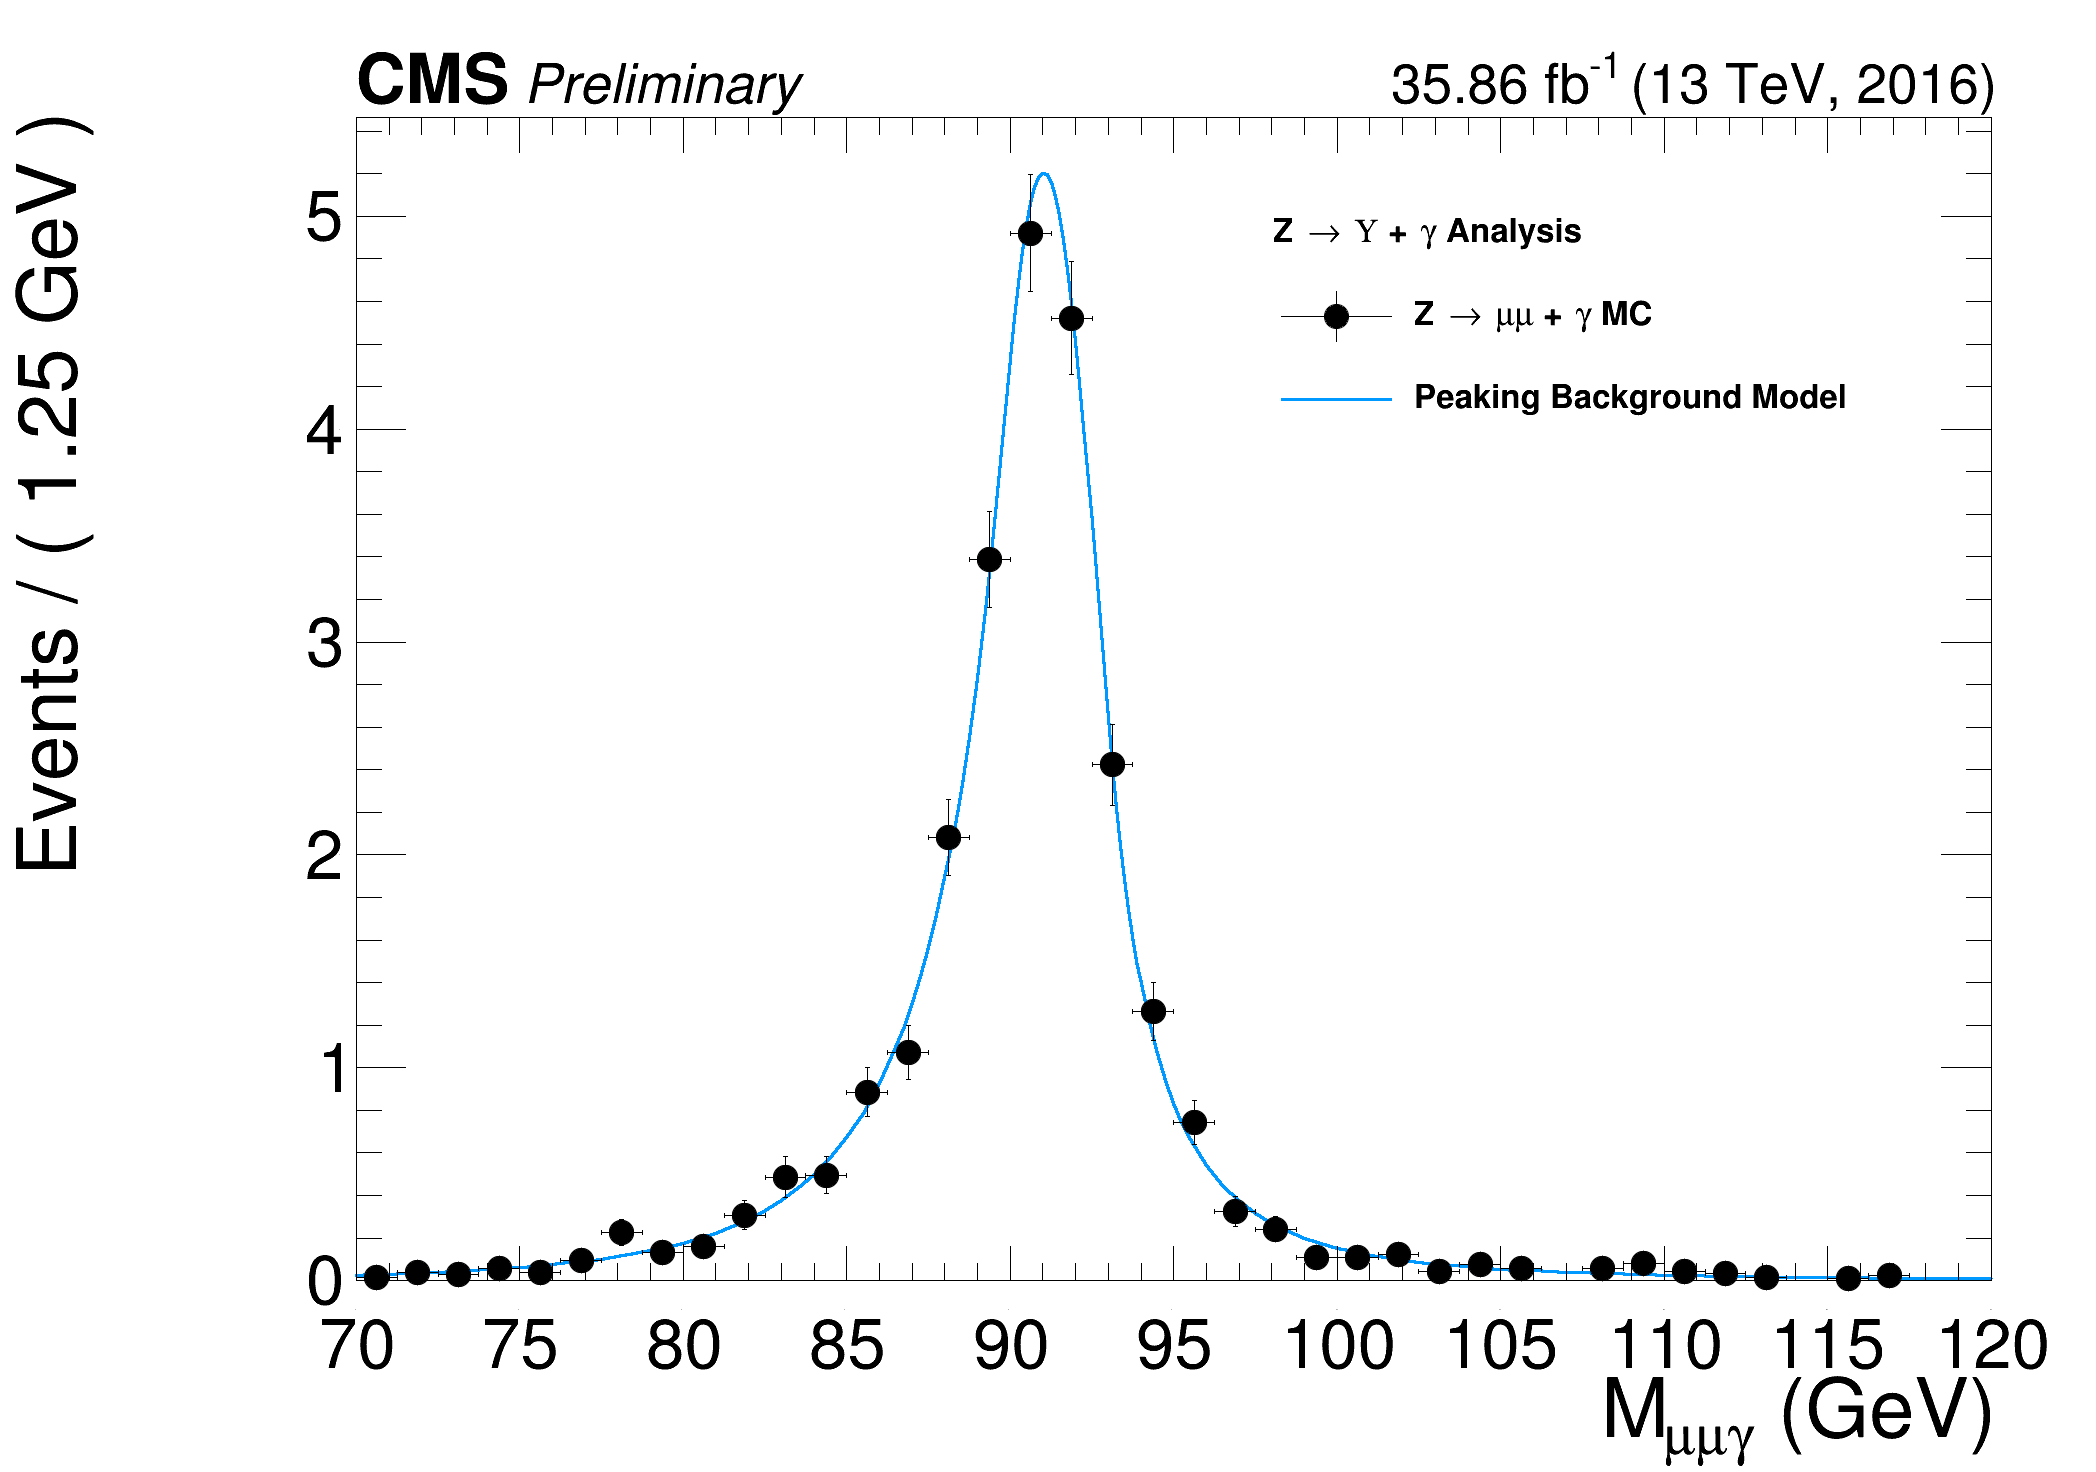 CMS Preliminary
35.86 fb⁻¹ (13 TeV, 2016)
Events / ( 1.25 GeV )
Z → Υ + γ Analysis
Z → μμ + γ MC
Peaking Background Model
5
4
3
2
1
0
70 75 80 85 90 95 100 105 110 115 120
M_μμγ (GeV)